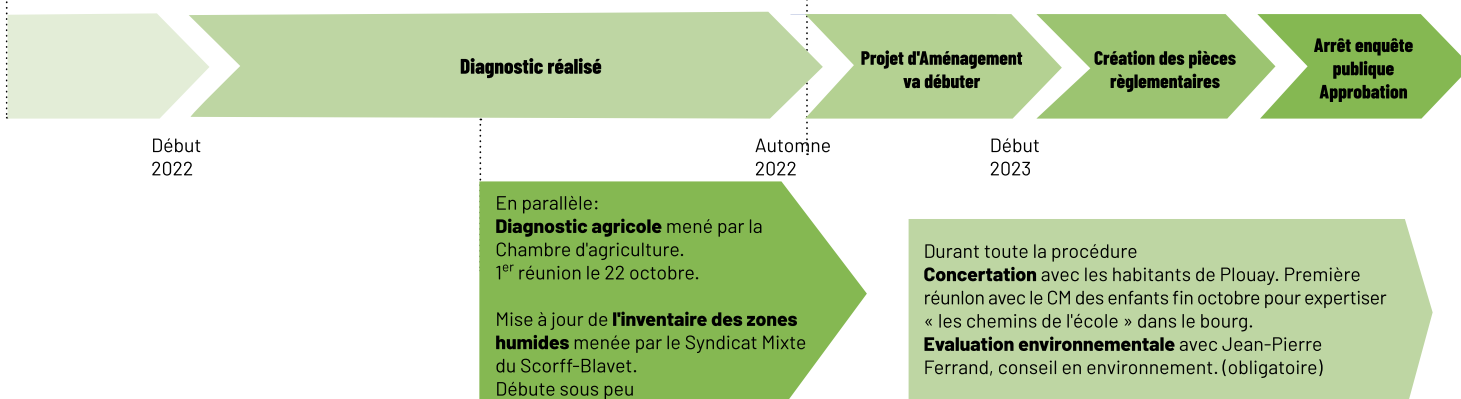 Diagnostic réalisé
Projet d'Aménagement
va débuter
Création des pièces
règlementaires
Arrêt enquête
publique
Approbation
Début
2022
Automne
2022
Début
2023
En parallèle:
Diagnostic agricole mené par la
Chambre d'agriculture.
1er réunion le 22 octobre.
Mise à jour de l'inventaire des zones
humides menée par le Syndicat Mixte
du Scorff-Blavet.
Débute sous peu
Durant toute la procédure
Concertation avec les habitants de Plouay. Première
réunlon avec le CM des enfants fin octobre pour expertiser
« les chemins de l'école » dans le bourg.
Evaluation environnementale avec Jean-Pierre
Ferrand, conseil en environnement. (obligatoire)